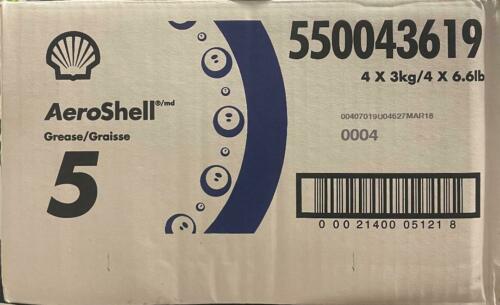 550043619
4 X 3kg/4 X 6.6lb
AeroShell®/md
Grease/Graisse
5
00407019U04627MAR18
0004
0 00 21400 05121 8